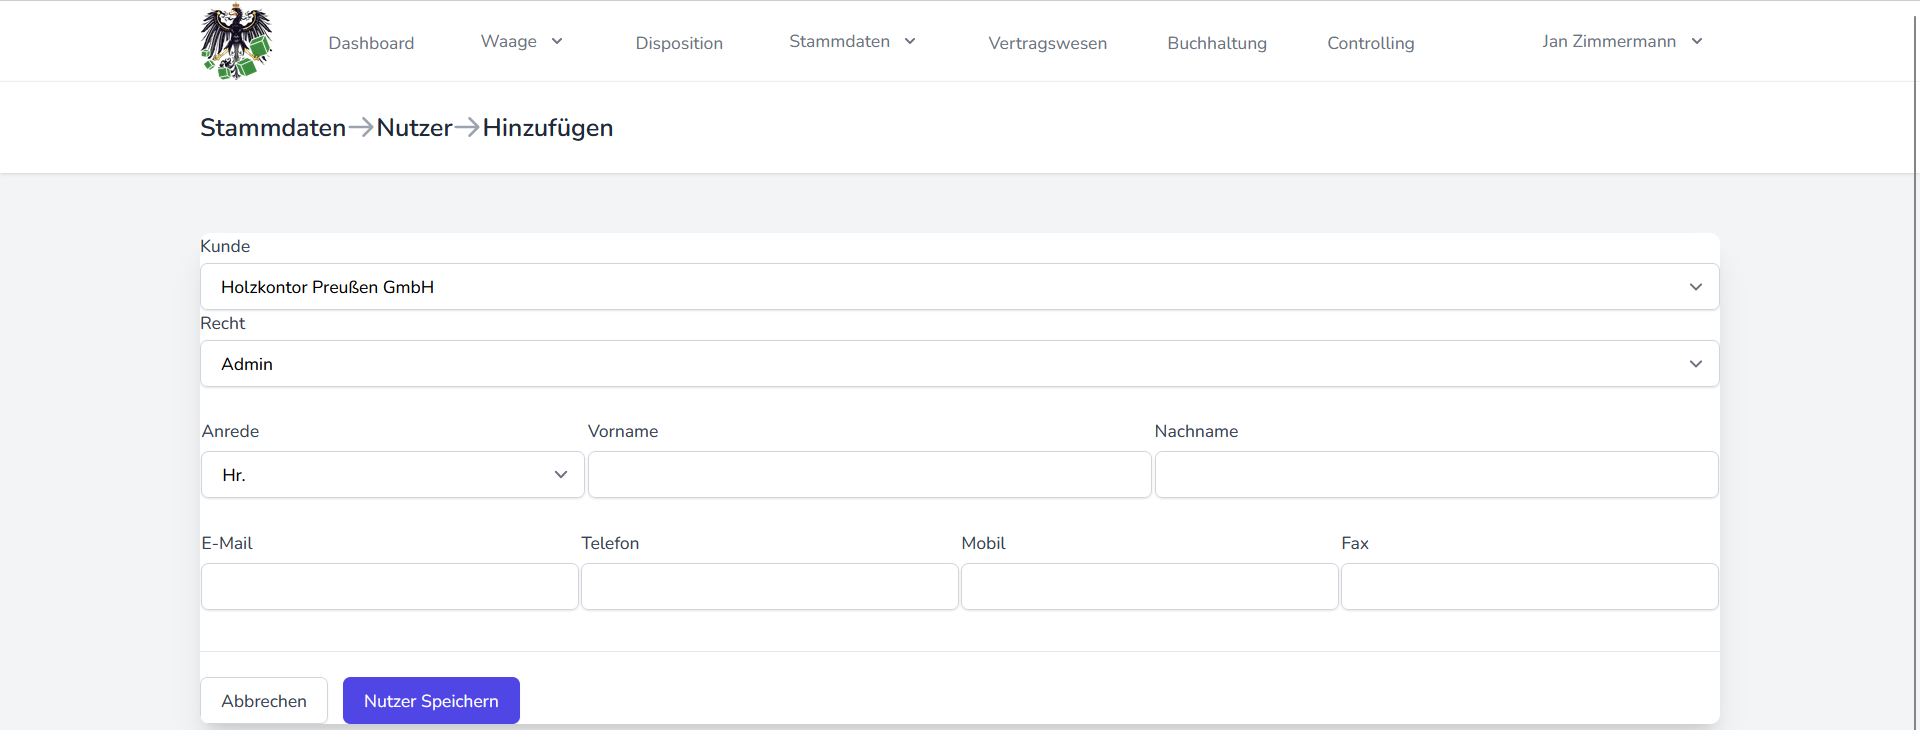 Dashboard Waage Disposition Stammdaten Vertragswesen Buchhaltung Controlling Jan Zimmermann
Stammdaten→Nutzer→Hinzufügen
Kunde
Holzkontor Preußen GmbH
Recht
Admin
Anrede Vorname Nachname
Hr.
E-Mail Telefon Mobil Fax
Abbrechen Nutzer Speichern